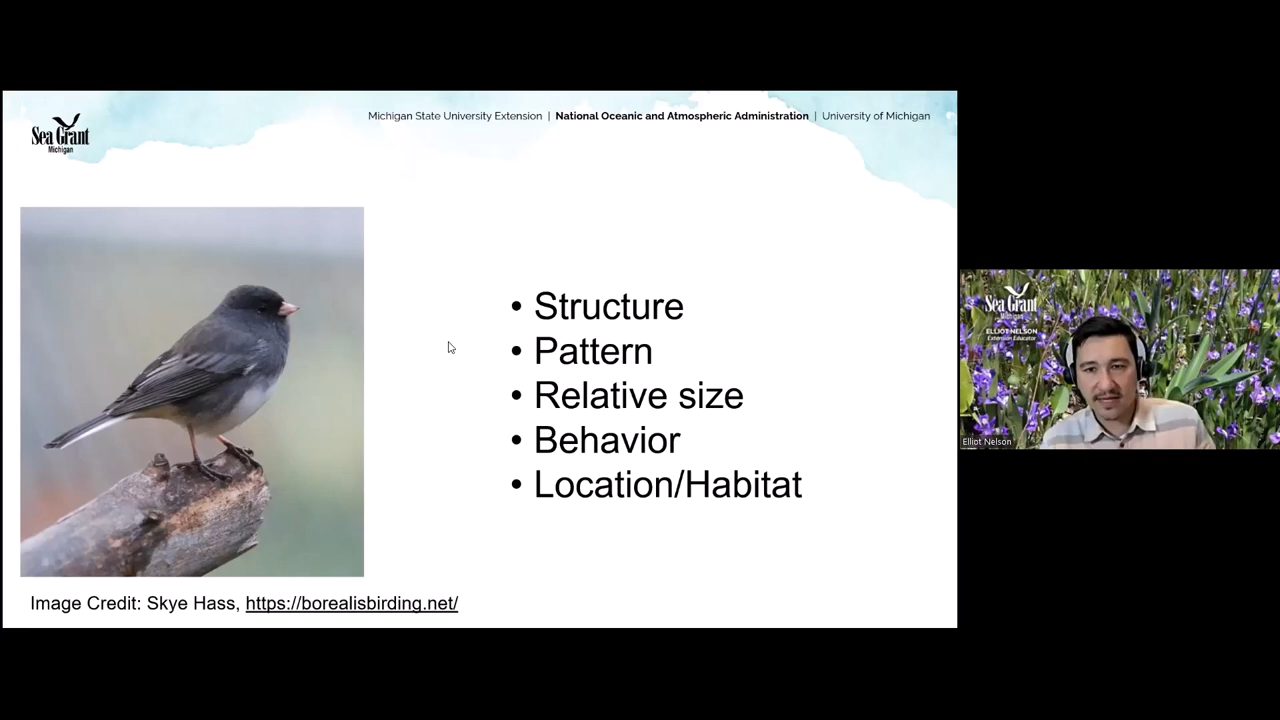 Michigan State University Extension | National Oceanic and Atmospheric Administration | University of Michigan
Sea Grant
Michigan
• Structure
• Pattern
• Relative size
• Behavior
• Location/Habitat
Image Credit: Skye Hass, https://borealisbirding.net/
Sea Grant
Michigan
ELLIOT NELSON
Extension Educator
Elliot Nelson